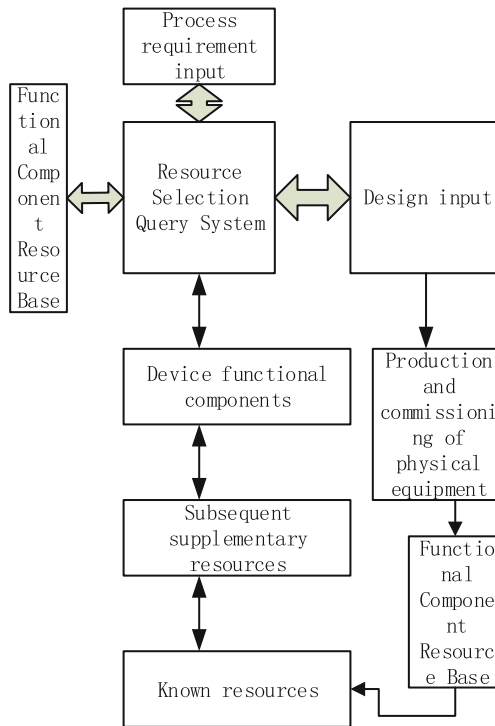 Process
requirement
input
Func
tion
al
Comp
onen
t
Reso
urce
Base
Resource
Selection
Query System
Design input
Device functional
components
Production
and
commissioni
ng of
physical
equipment
Subsequent
supplementary
resources
Functio
nal
Compone
nt
Resourc
e Base
Known resources